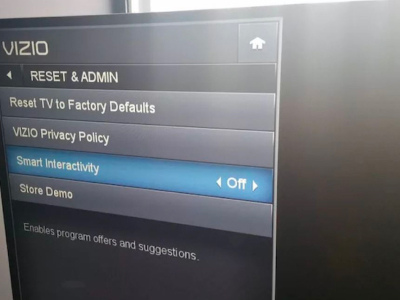 VIZIO
RESET & ADMIN
Reset TV to Factory Defaults
VIZIO Privacy Policy
Smart Interactivity
Off
Store Demo
Enables program offers and suggestions.